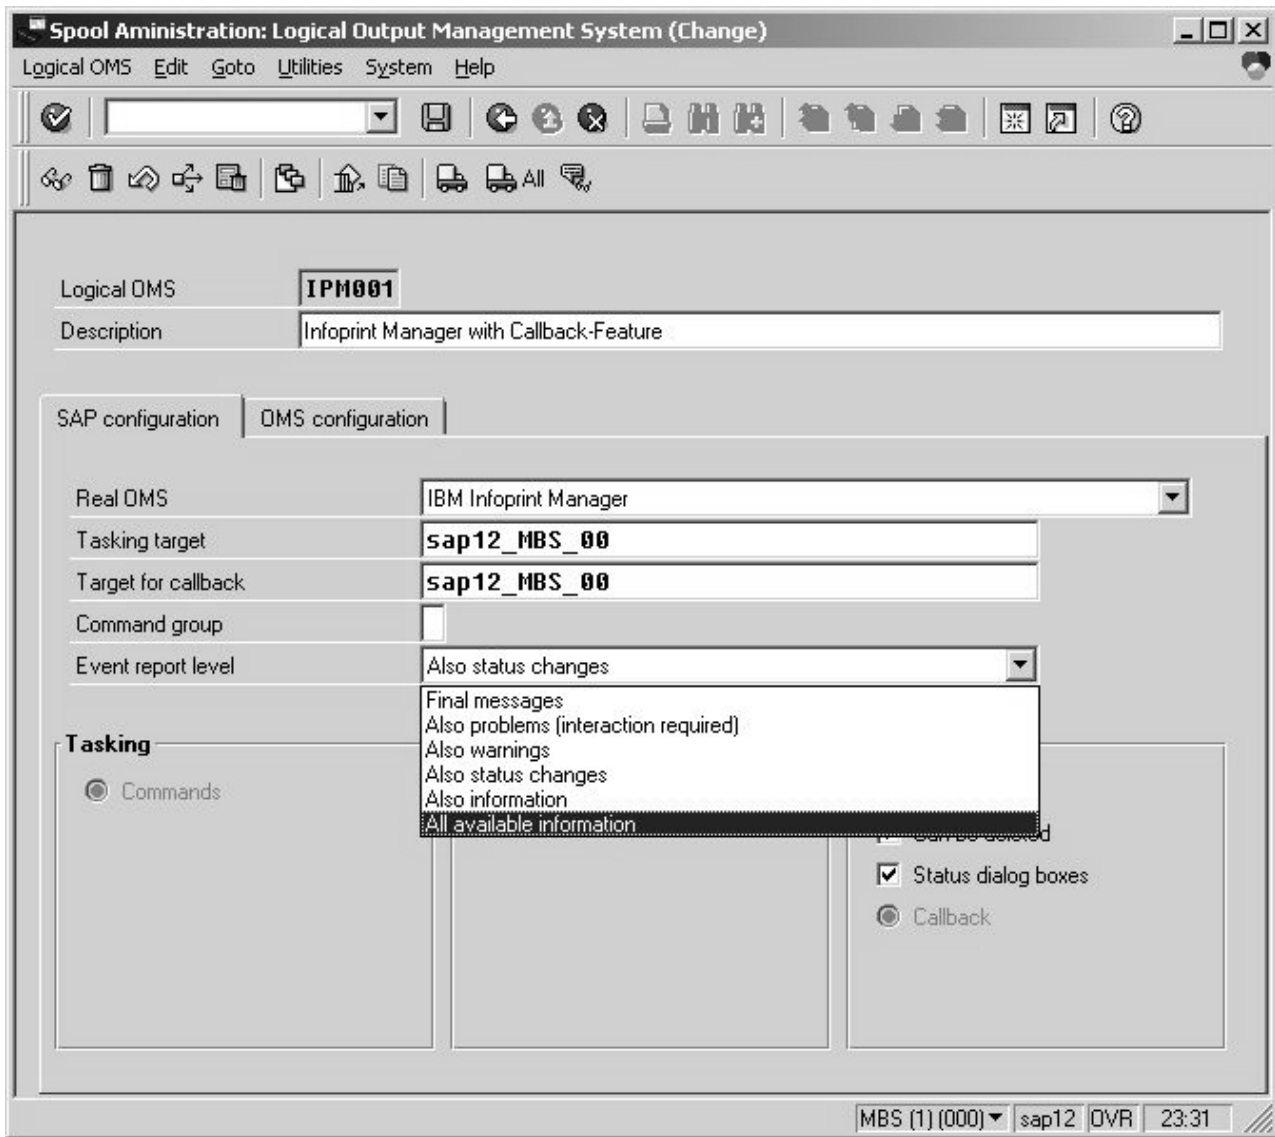 Spool Aministration: Logical Output Management System (Change)
Logical OMS Edit Goto Utilities System Help
All
Logical OMS IPM001
Description Infoprint Manager with Callback-Feature
SAP configuration OMS configuration
Real OMS IBM Infoprint Manager
Tasking target sap12_MBS_00
Target for callback sap12_MBS_00
Command group
Event report level Also status changes
Final messages
Also problems (interaction required)
Also warnings
Also status changes
Also information
All available information
Tasking
Commands
Can be deleted
Status dialog boxes
Callback
MBS (1) (000) sap12 OVR 23:31